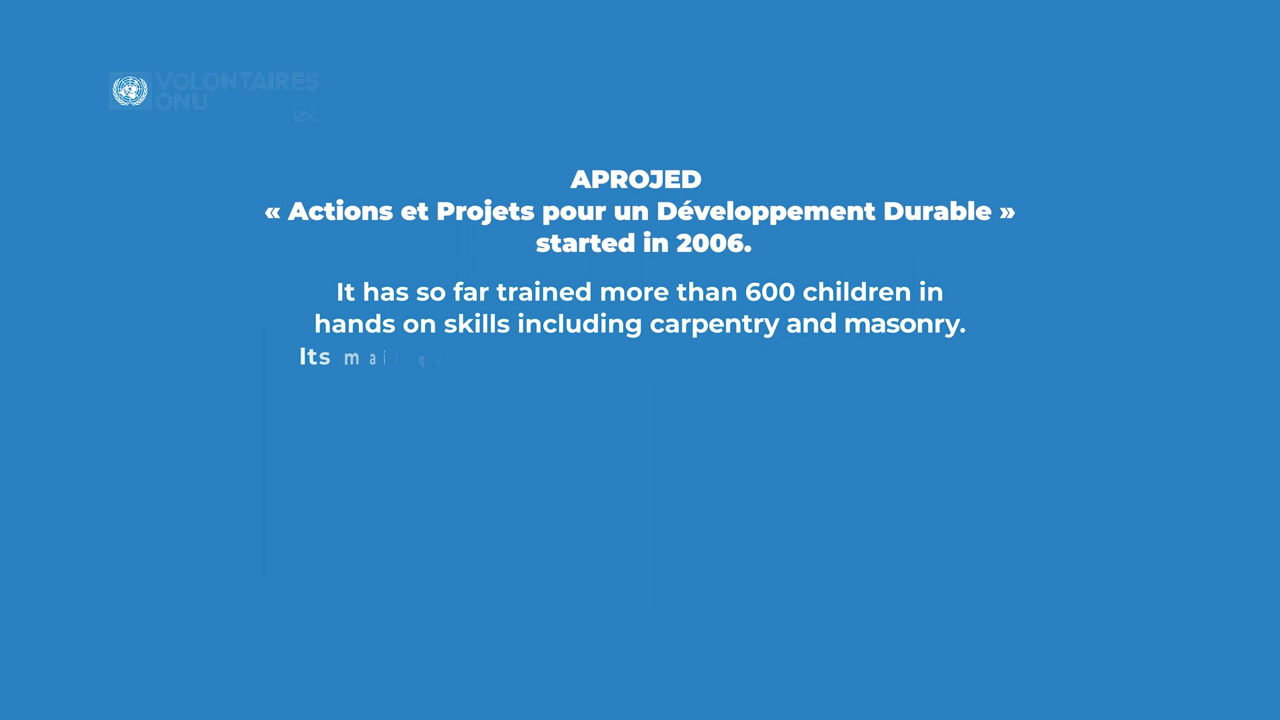 VOLONTAIRES
ONU
RDC
APROJED
« Actions et Projets pour un Développement Durable »
started in 2006.
It has so far trained more than 600 children in
hands on skills including carpentry and masonry.
Its